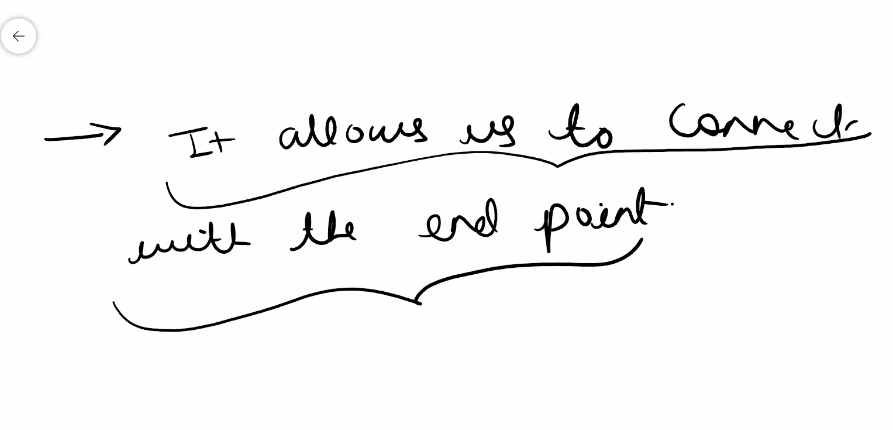 → It allows us to connect
with the end point.